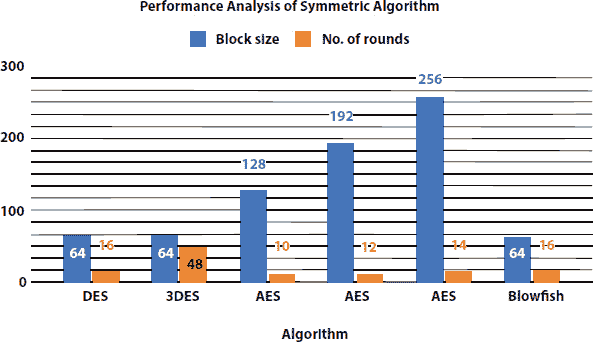 Performance Analysis of Symmetric Algorithm
Block size No. of rounds
300
256
200
192
128
100
64 16 64 48 10 12 14 64 16
0
DES 3DES AES AES AES Blowfish
Algorithm